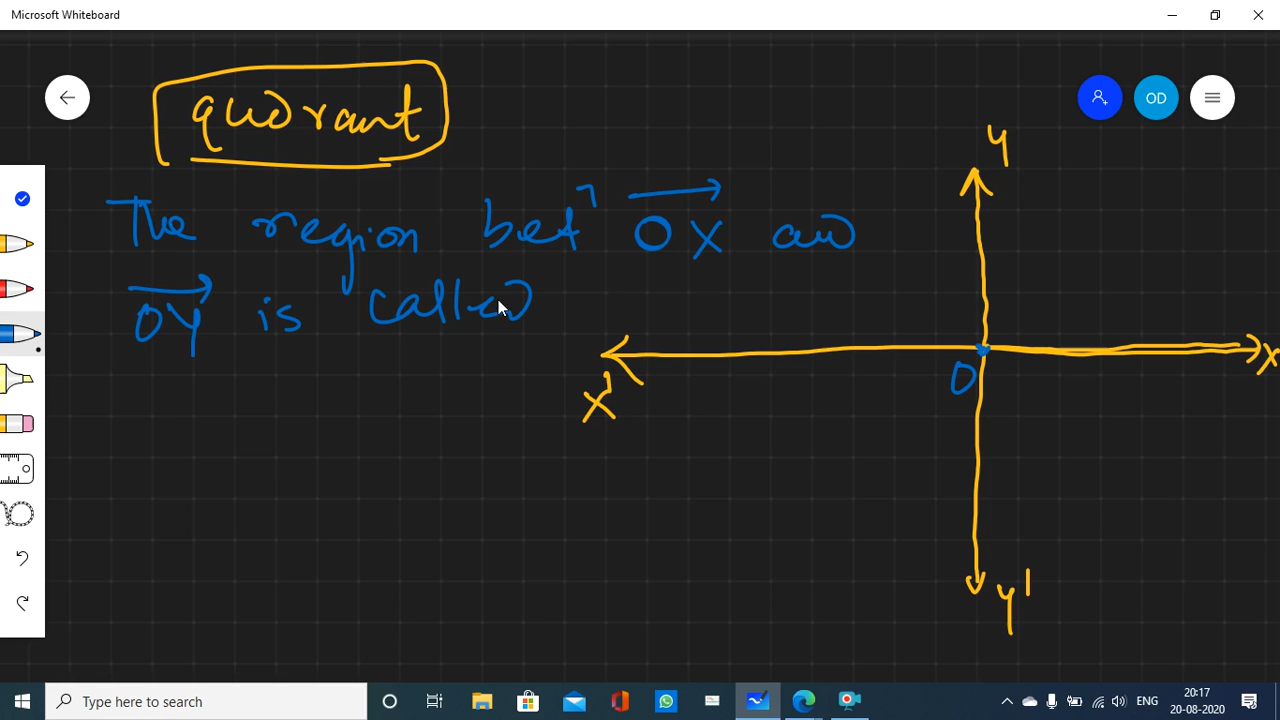 Microsoft Whiteboard
quadrant
OD
Y
The region betⁿ OX and
OY is called
X
O
X'
Y'
Type here to search
ENG
20:17
20-08-2020